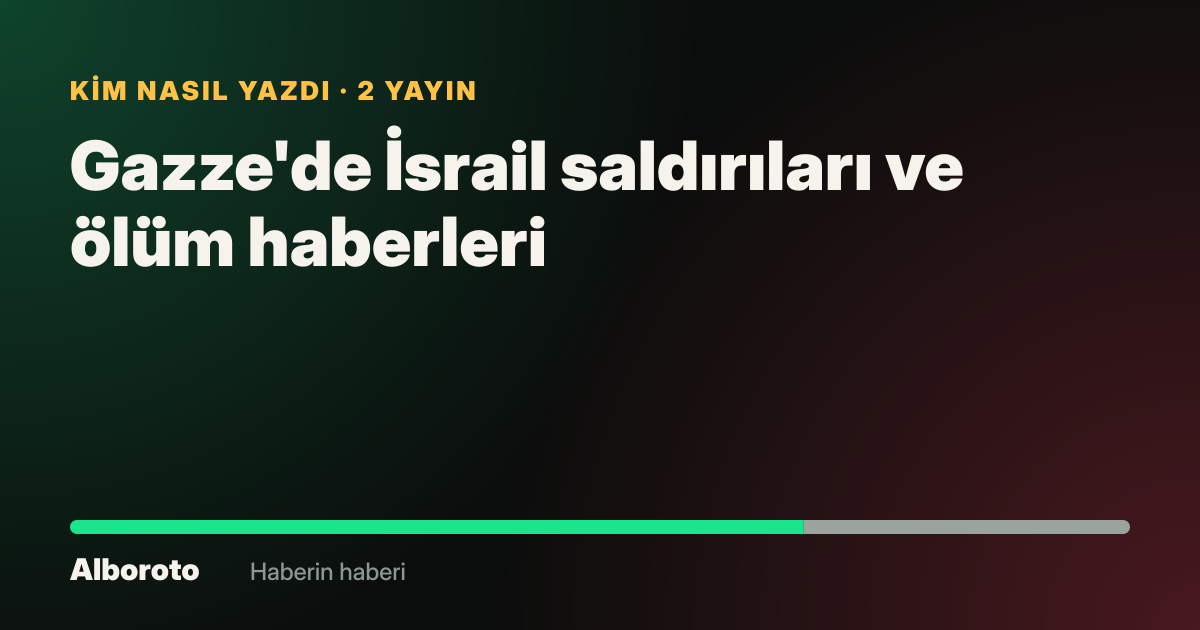 KİM NASIL YAZDI · 2 YAYIN
Gazze'de İsrail saldırıları ve
ölüm haberleri
Alboroto
Haberin haberi